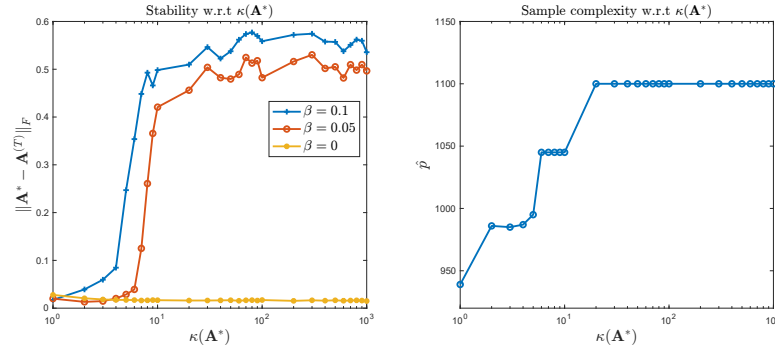 Stability w.r.t κ(A*)
0.6
0.5
0.4
0.3
0.2
0.1
0
‖A* − A^(T)‖_F
β = 0.1
β = 0.05
β = 0
10^0
10^1
10^2
10^3
κ(A*)
Sample complexity w.r.t κ(A*)
1150
1100
1050
1000
950
p̂
10^0
10^1
10^2
10
κ(A*)